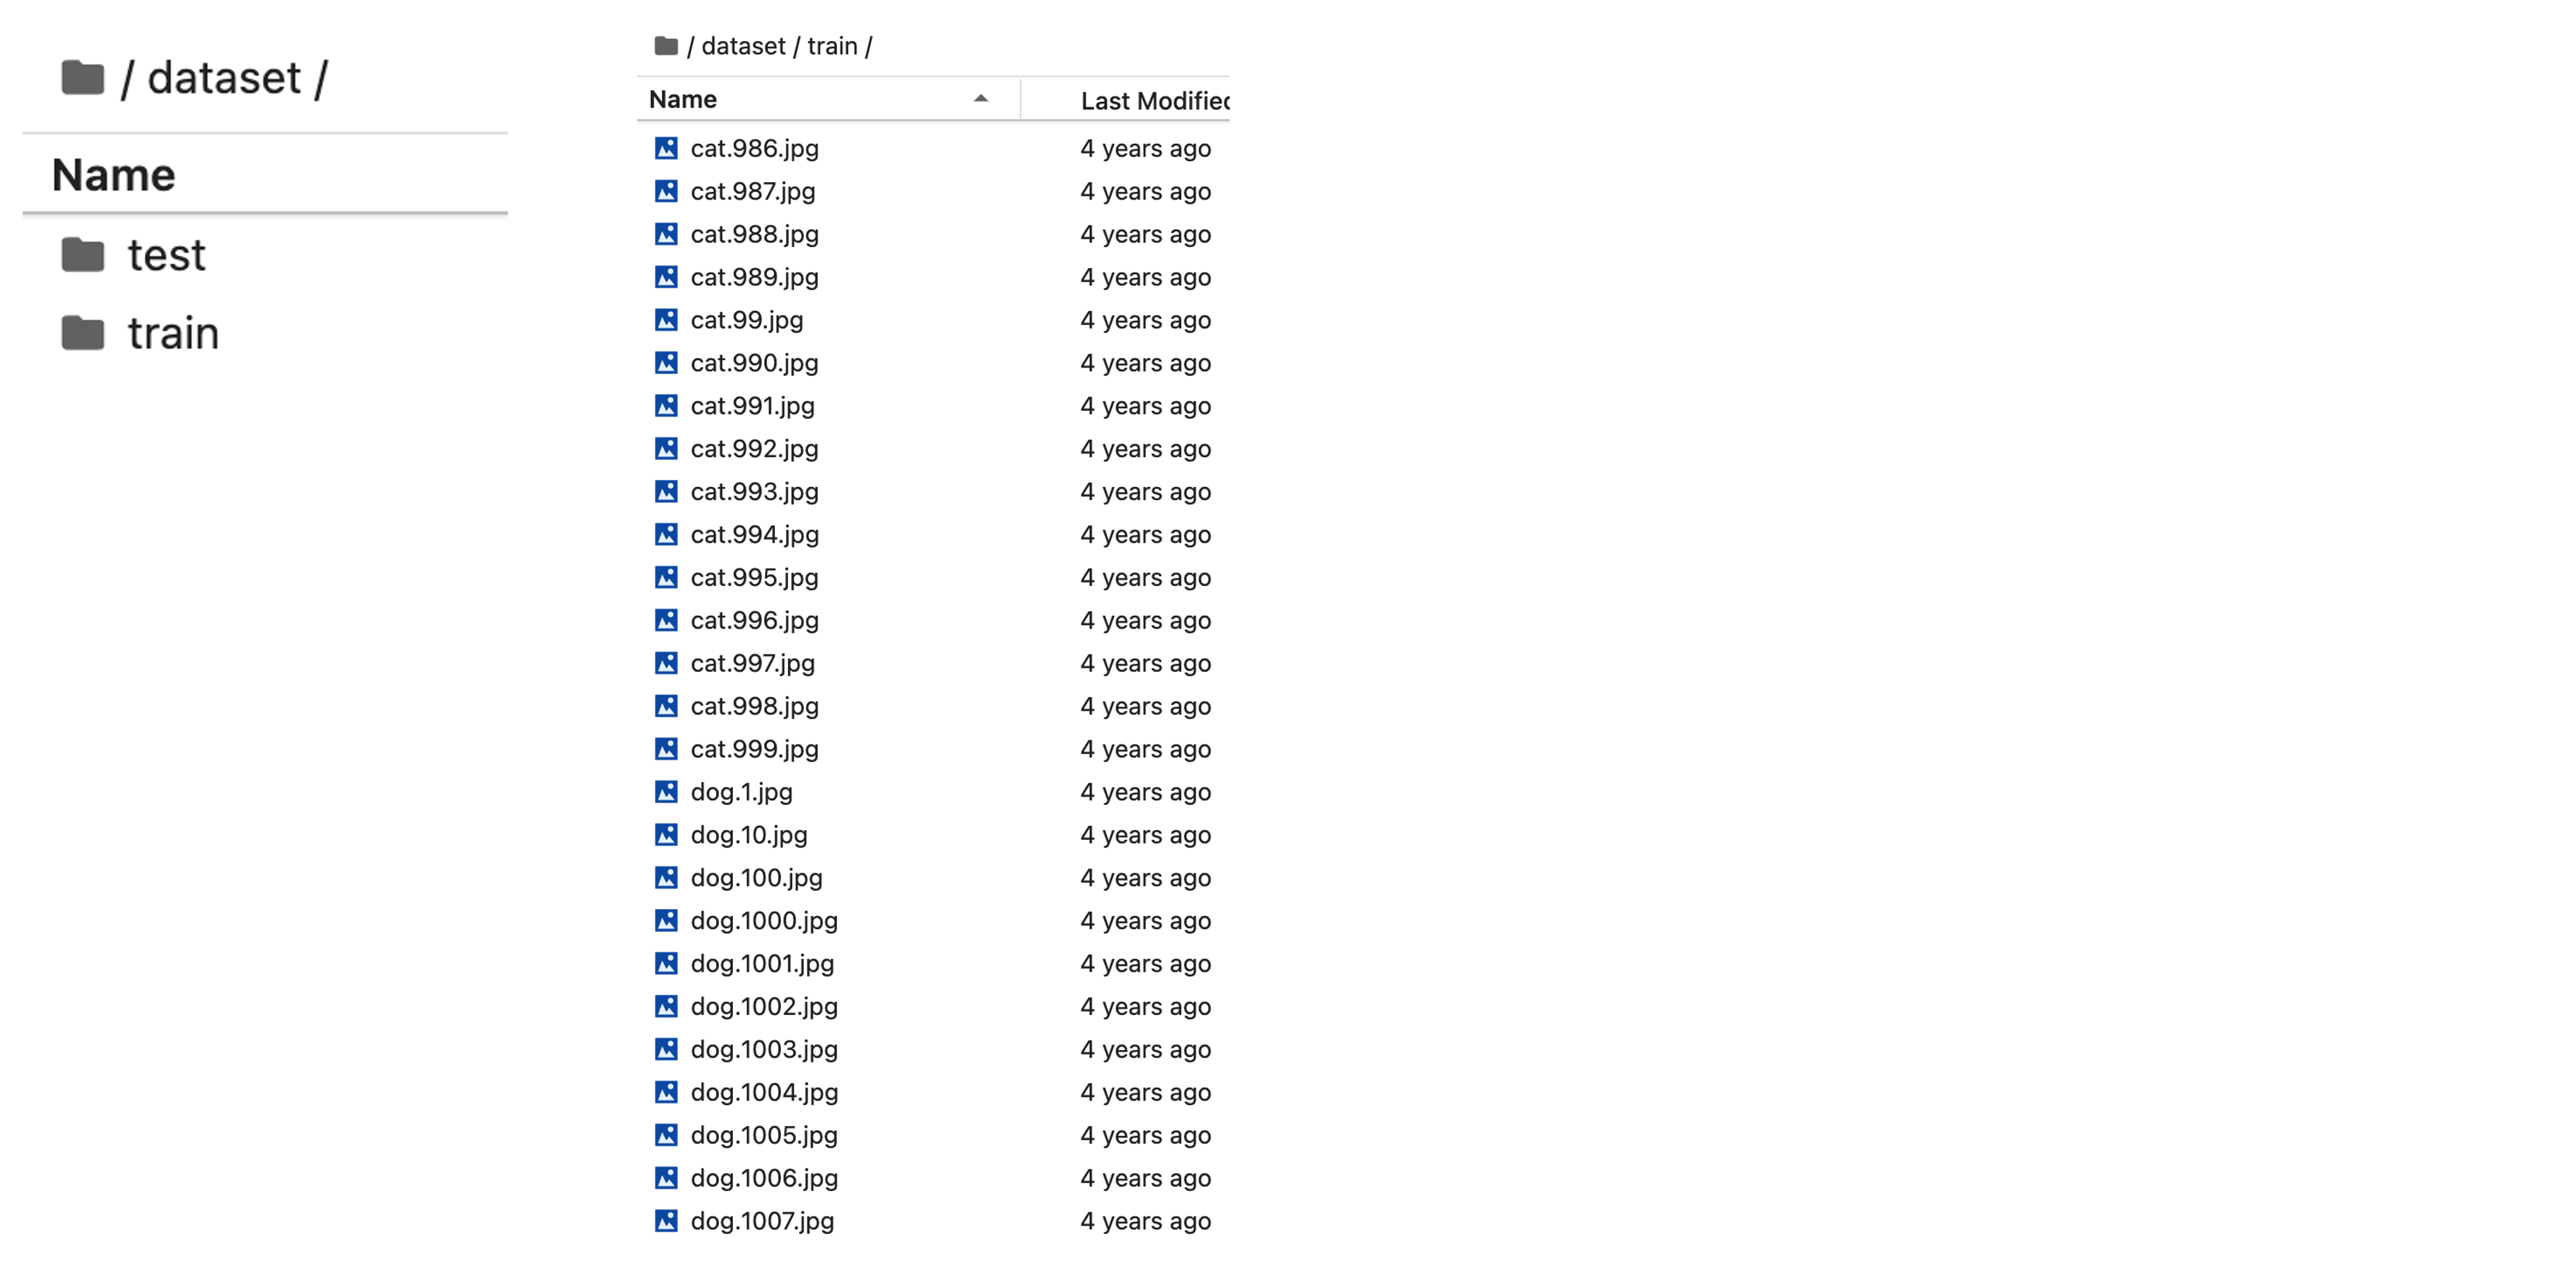 / dataset /
Name
test
train
/ dataset / train /
Name Last Modified
cat.986.jpg 4 years ago
cat.987.jpg 4 years ago
cat.988.jpg 4 years ago
cat.989.jpg 4 years ago
cat.99.jpg 4 years ago
cat.990.jpg 4 years ago
cat.991.jpg 4 years ago
cat.992.jpg 4 years ago
cat.993.jpg 4 years ago
cat.994.jpg 4 years ago
cat.995.jpg 4 years ago
cat.996.jpg 4 years ago
cat.997.jpg 4 years ago
cat.998.jpg 4 years ago
cat.999.jpg 4 years ago
dog.1.jpg 4 years ago
dog.10.jpg 4 years ago
dog.100.jpg 4 years ago
dog.1000.jpg 4 years ago
dog.1001.jpg 4 years ago
dog.1002.jpg 4 years ago
dog.1003.jpg 4 years ago
dog.1004.jpg 4 years ago
dog.1005.jpg 4 years ago
dog.1006.jpg 4 years ago
dog.1007.jpg 4 years ago